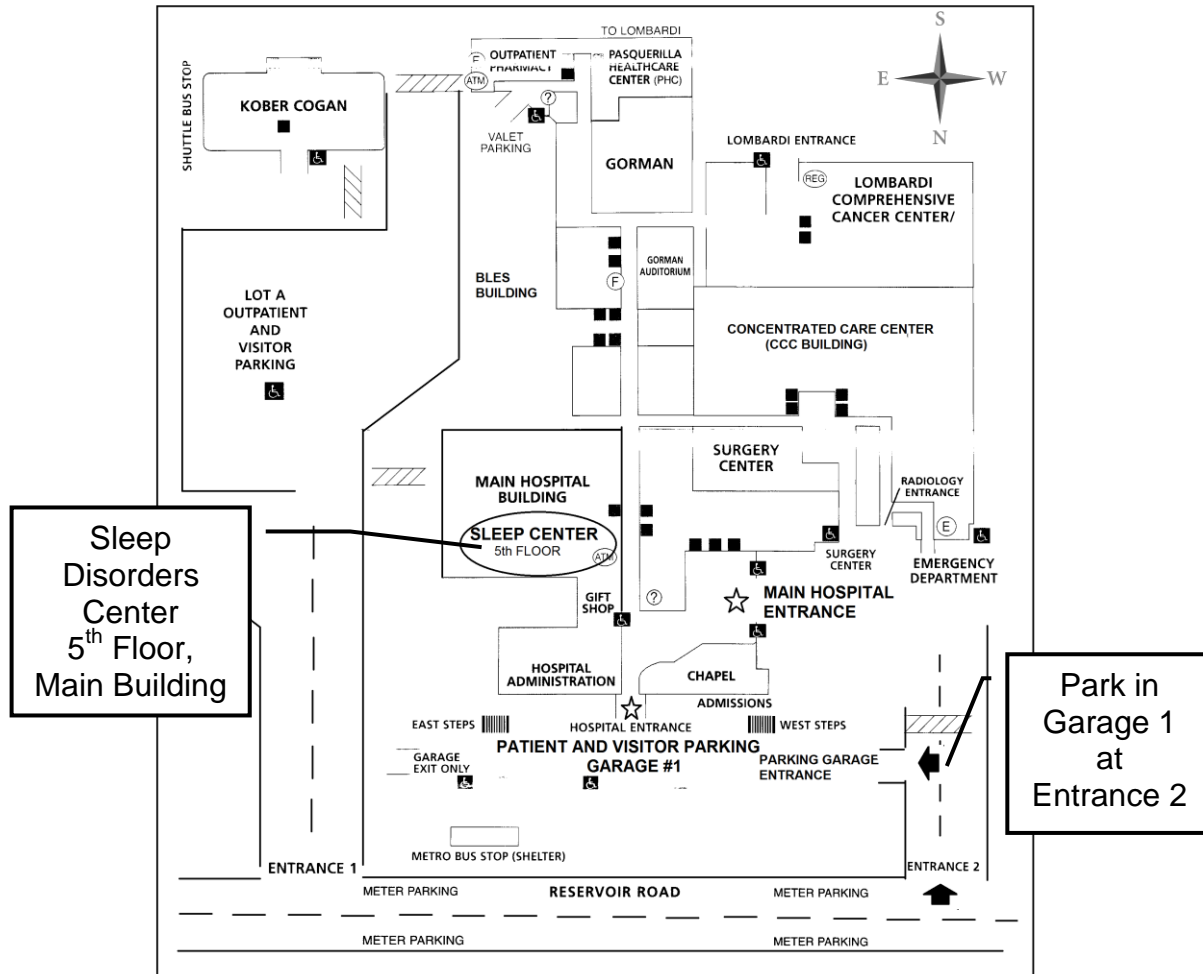 TO LOMBARDI
S
E
W
N
E
OUTPATIENT
PHARMACY
ATM
?
VALET
PARKING
PASQUERILLA
HEALTHCARE
CENTER (PHC)
SHUTTLE BUS STOP
KOBER COGAN
GORMAN
LOMBARDI ENTRANCE
REG
LOMBARDI
COMPREHENSIVE
CANCER CENTER/
BLES
BUILDING
F
GORMAN
AUDITORIUM
LOT A
OUTPATIENT
AND
VISITOR
PARKING
CONCENTRATED CARE CENTER
(CCC BUILDING)
MAIN HOSPITAL
BUILDING
SLEEP CENTER
5th FLOOR
ATM
SURGERY
CENTER
RADIOLOGY
ENTRANCE
E
SURGERY
CENTER
EMERGENCY
DEPARTMENT
Sleep
Disorders
Center
5th Floor,
Main Building
GIFT
SHOP
?
MAIN HOSPITAL
ENTRANCE
HOSPITAL
ADMINISTRATION
CHAPEL
ADMISSIONS
EAST STEPS
HOSPITAL ENTRANCE
WEST STEPS
PATIENT AND VISITOR PARKING
GARAGE #1
GARAGE
EXIT ONLY
PARKING GARAGE
ENTRANCE
Park in
Garage 1
at
Entrance 2
METRO BUS STOP (SHELTER)
ENTRANCE 1
ENTRANCE 2
METER PARKING
RESERVOIR ROAD
METER PARKING
METER PARKING
METER PARKING